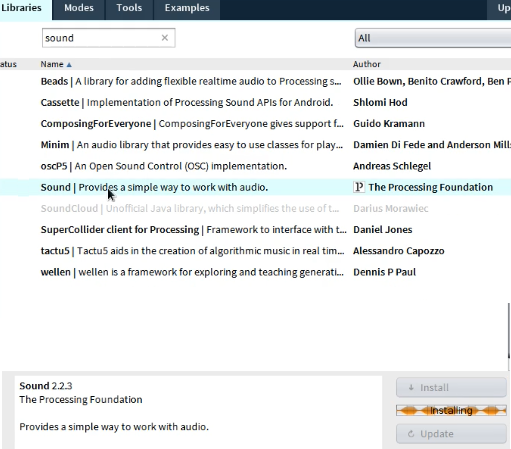 Libraries Modes Tools Examples Up
sound × All
atus Name Author
Beads | A library for adding flexible realtime audio to Processing s... Ollie Bown, Benito Crawford, Ben P
Cassette | Implementation of Processing Sound APIs for Android. Shlomi Hod
ComposingForEveryone | ComposingForEveryone gives support f... Guido Kramann
Minim | An audio library that provides easy to use classes for play... Damien Di Fede and Anderson Mills
oscP5 | An Open Sound Control (OSC) implementation. Andreas Schlegel
Sound | Provides a simple way to work with audio. P The Processing Foundation
SoundCloud | Unofficial Java library, which simplifies the use of t... Darius Morawiec
SuperCollider client for Processing | Framework to interface with t... Daniel Jones
tactu5 | Tactu5 aids in the creation of algorithmic music in real tim... Alessandro Capozzo
wellen | wellen is a framework for exploring and teaching generati... Dennis P Paul
Sound 2.2.3
The Processing Foundation
Provides a simple way to work with audio.
Install
Installing
Update